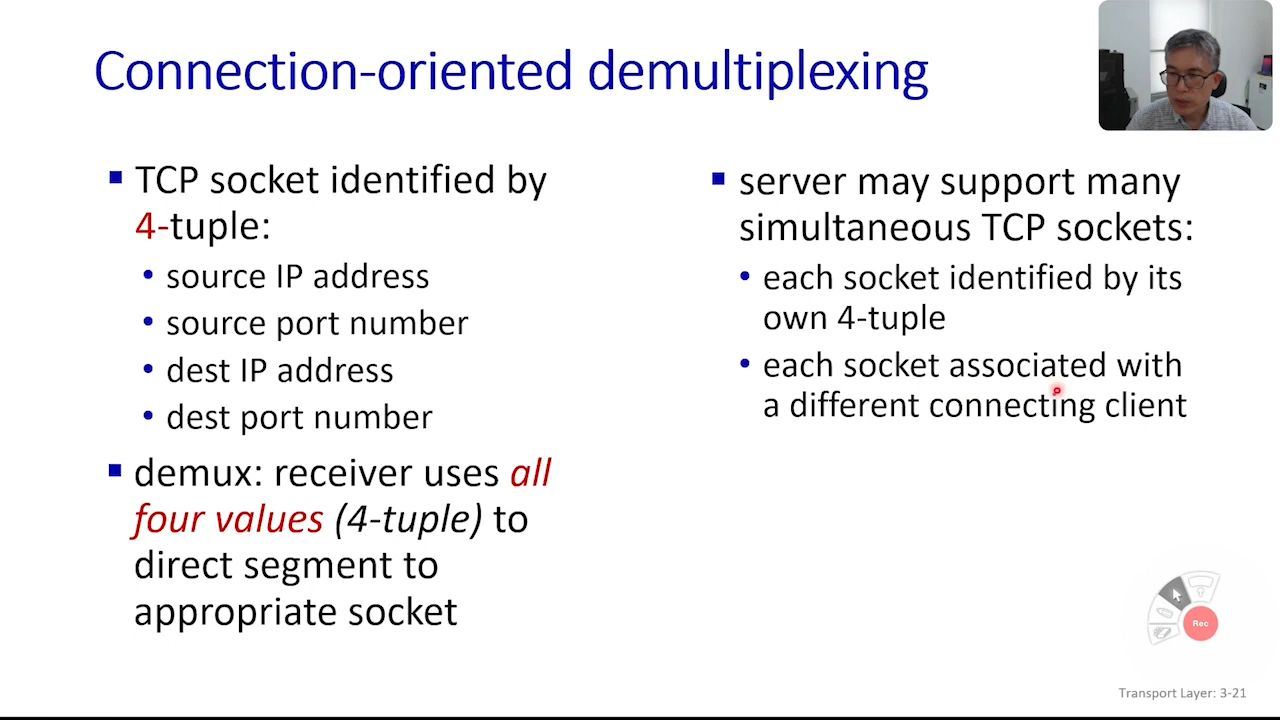 Connection-oriented demultiplexing
TCP socket identified by
4-tuple:
source IP address
source port number
dest IP address
dest port number
demux: receiver uses all
four values (4-tuple) to
direct segment to
appropriate socket
server may support many
simultaneous TCP sockets:
each socket identified by its
own 4-tuple
each socket associated with
a different connecting client
Rec
Transport Layer: 3-21